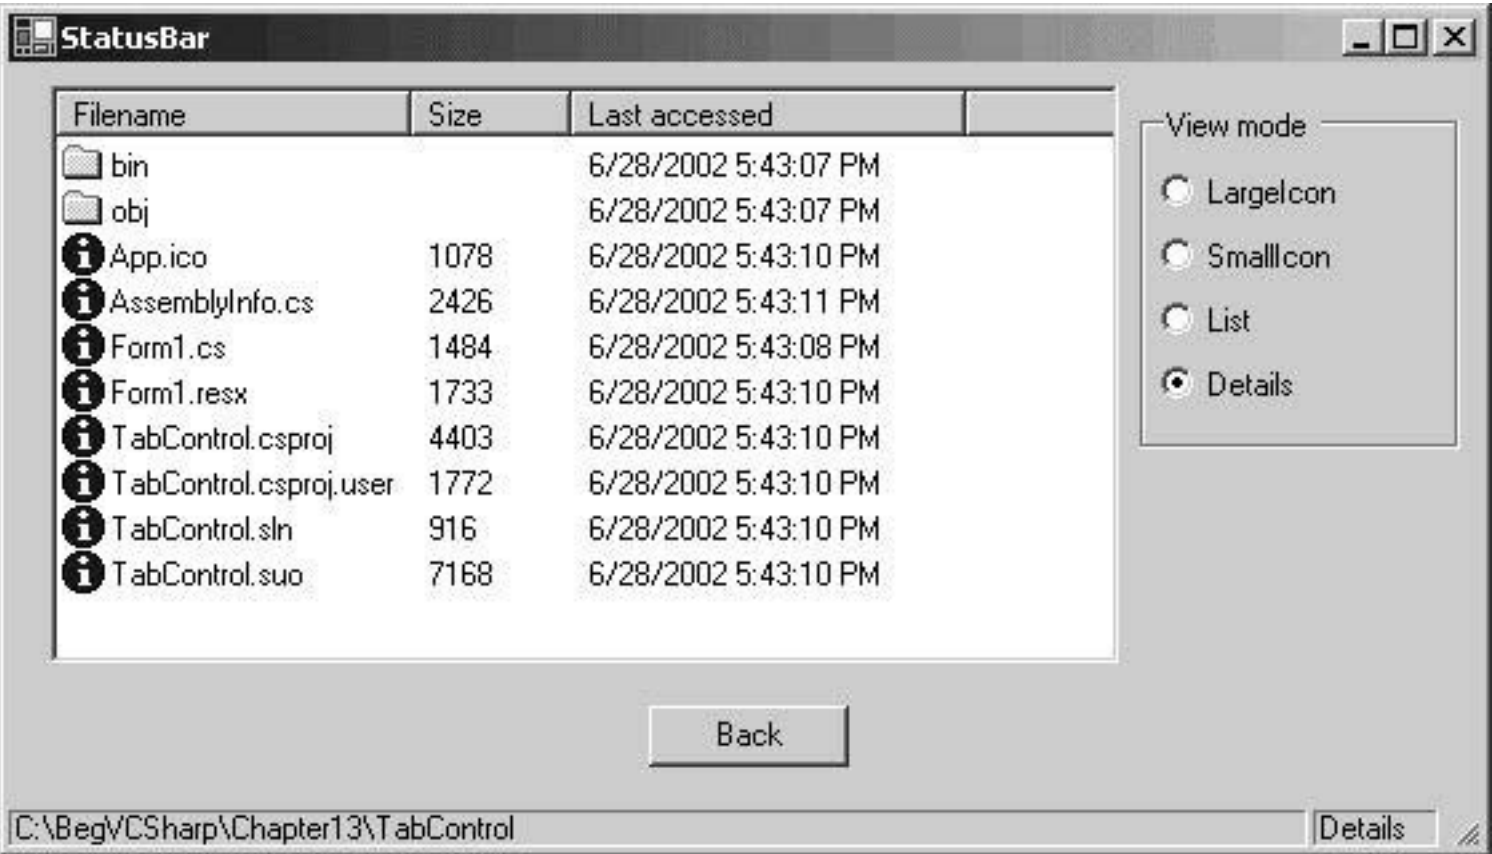 StatusBar
Filename Size Last accessed
View mode
bin 6/28/2002 5:43:07 PM
obj 6/28/2002 5:43:07 PM
App.ico 1078 6/28/2002 5:43:10 PM
AssemblyInfo.cs 2426 6/28/2002 5:43:11 PM
Form1.cs 1484 6/28/2002 5:43:08 PM
Form1.resx 1733 6/28/2002 5:43:10 PM
TabControl.csproj 4403 6/28/2002 5:43:10 PM
TabControl.csproj.user 1772 6/28/2002 5:43:10 PM
TabControl.sln 916 6/28/2002 5:43:10 PM
TabControl.suo 7168 6/28/2002 5:43:10 PM
LargeIcon
SmallIcon
List
Details
Back
C:\BegVCSharp\Chapter13\TabControl Details